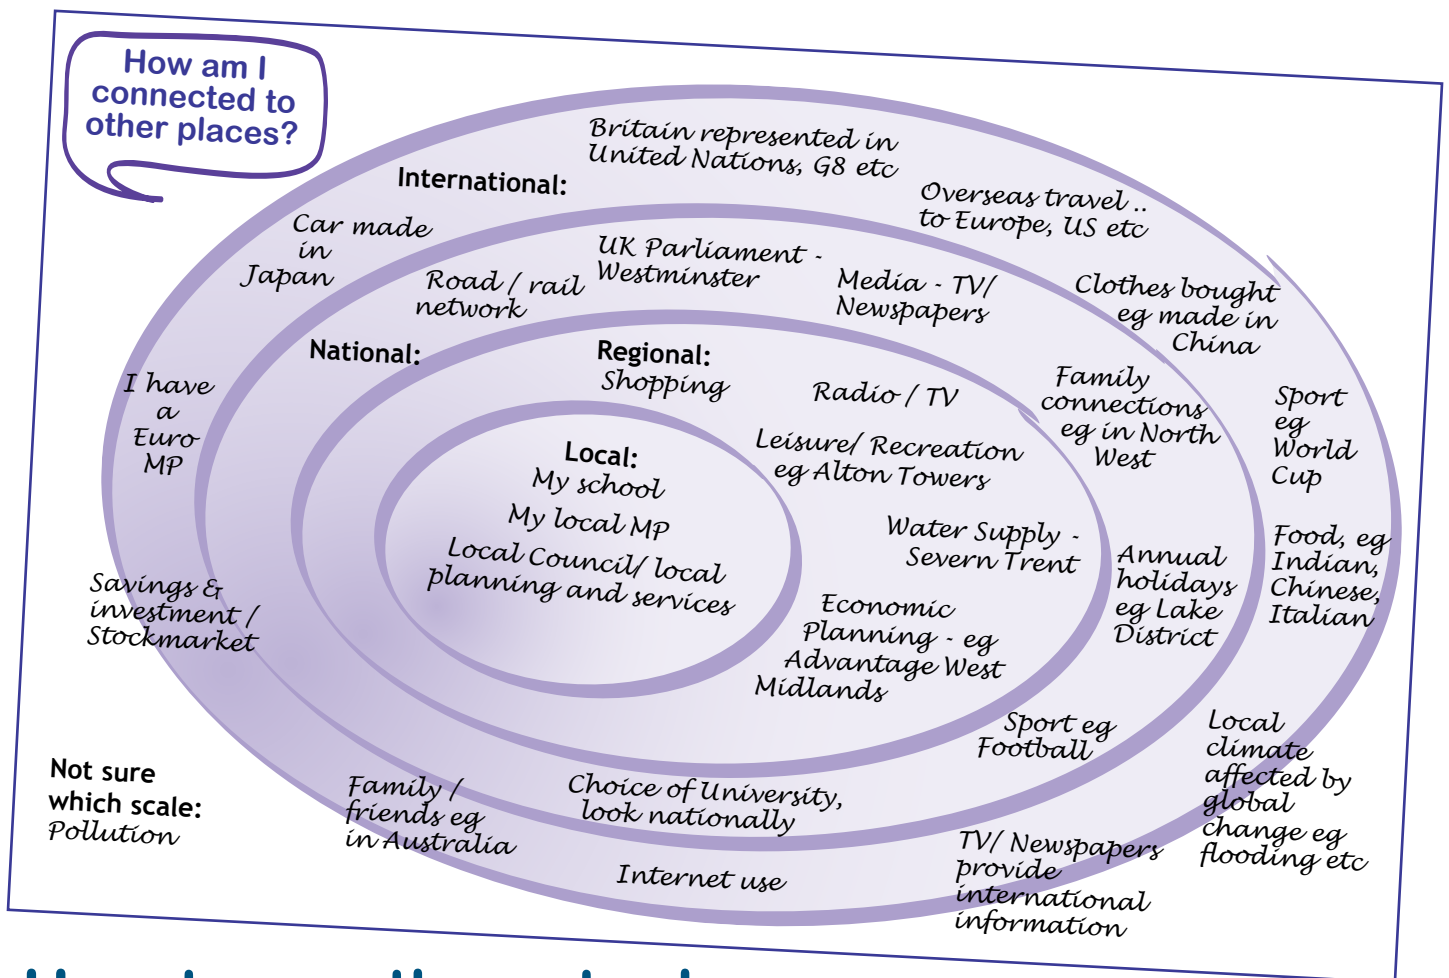 How am I
connected to
other places?
International:
Britain represented in
United Nations, G8 etc
Overseas travel ..
to Europe, US etc
Car made
in
Japan
Clothes bought
eg made in
China
I have
a
Euro
MP
Sport
eg
World
Cup
Savings &
investment /
Stockmarket
Food, eg
Indian,
Chinese,
Italian
Family /
friends eg
in Australia
Internet use
TV/ Newspapers
provide
international
information
Local
climate
affected by
global
change eg
flooding etc
National:
Road / rail
network
UK Parliament -
Westminster
Media - TV/
Newspapers
Family
connections
eg in North
West
Annual
holidays
eg Lake
District
Sport eg
Football
Choice of University,
look nationally
Regional:
Shopping
Radio / TV
Leisure/ Recreation
eg Alton Towers
Water Supply -
Severn Trent
Economic
Planning - eg
Advantage West
Midlands
Local:
My school
My local MP
Local Council/ local
planning and services
Not sure
which scale:
Pollution